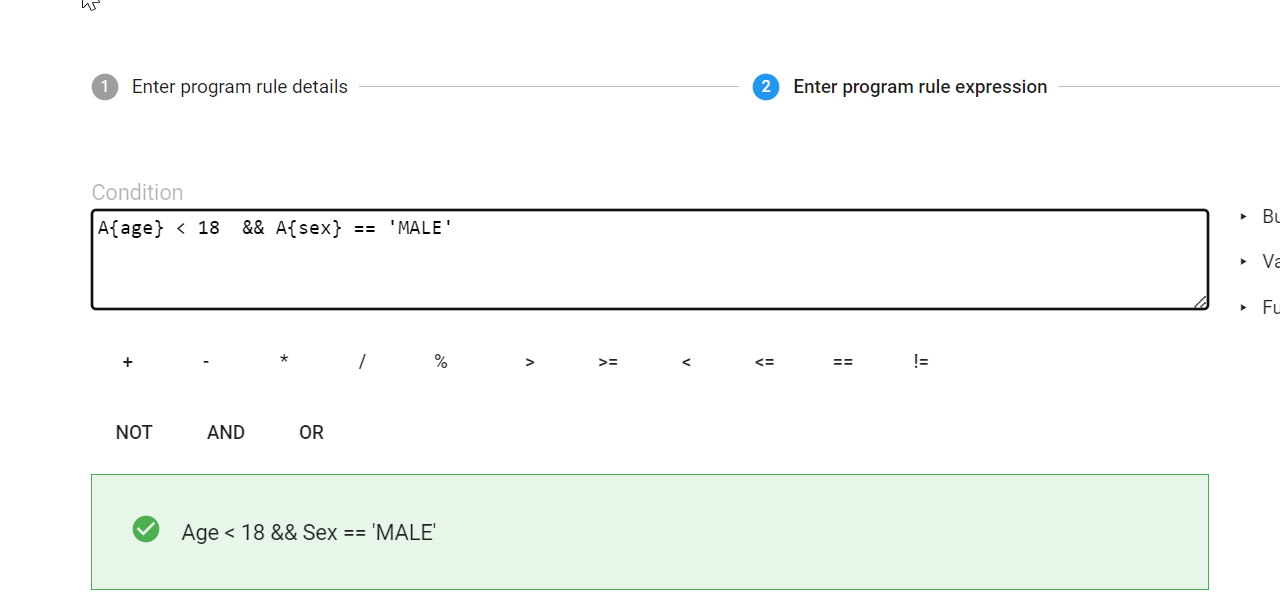 1 Enter program rule details
2 Enter program rule expression
Condition
A{age} < 18  && A{sex} == 'MALE'
+ - * / % > >= < <= == !=
NOT AND OR
Age < 18 && Sex == 'MALE'
Bu
Va
Fu